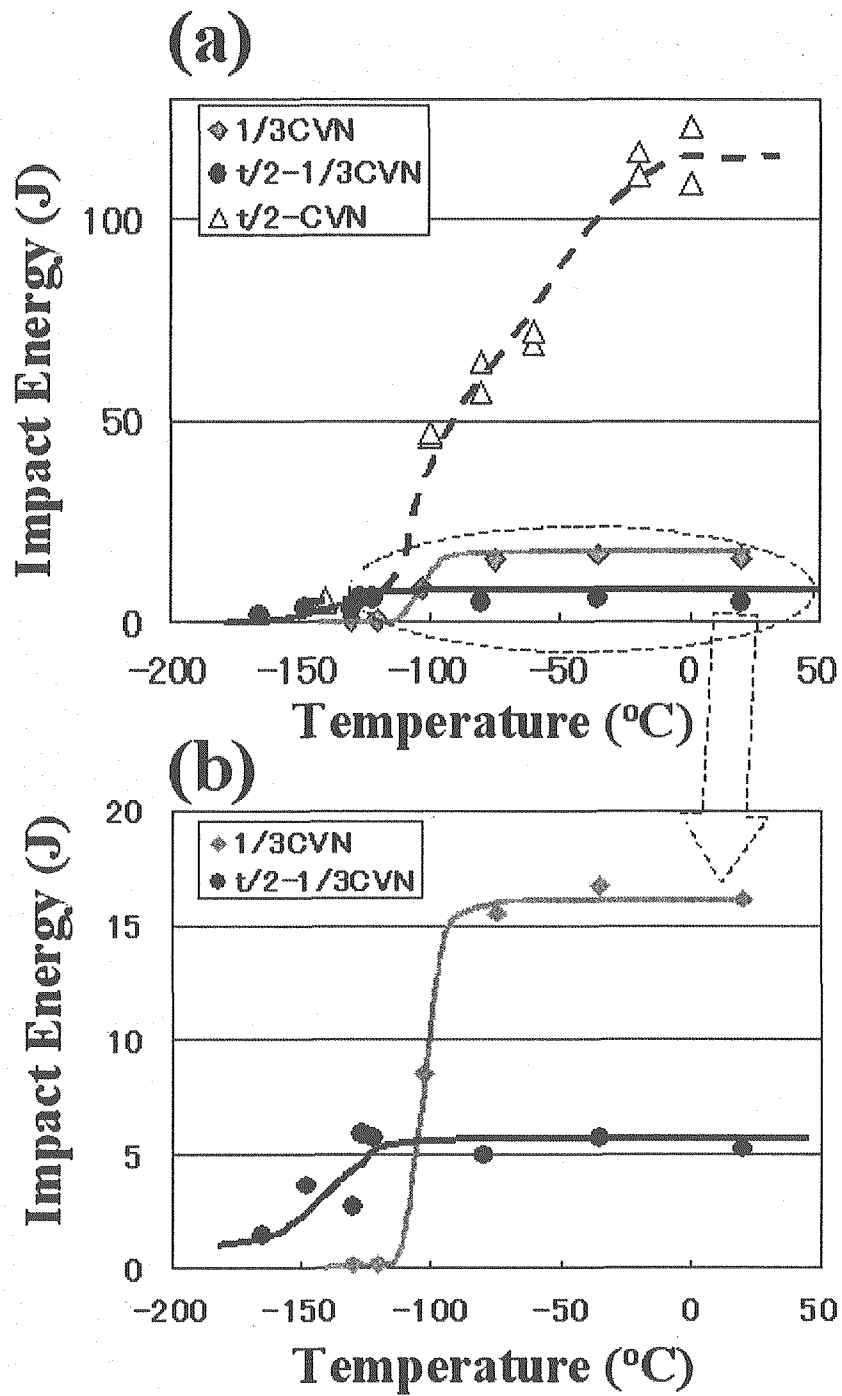 (a)
Impact Energy (J)
1/3CVN
t/2-1/3CVN
t/2-CVN
100
50
0
-200 -150 -100 -50 0 50
Temperature (ºC)
(b)
Impact Energy (J)
20
1/3CVN
t/2-1/3CVN
15
10
5
0
-200 -150 -100 -50 0 50
Temperature (ºC)